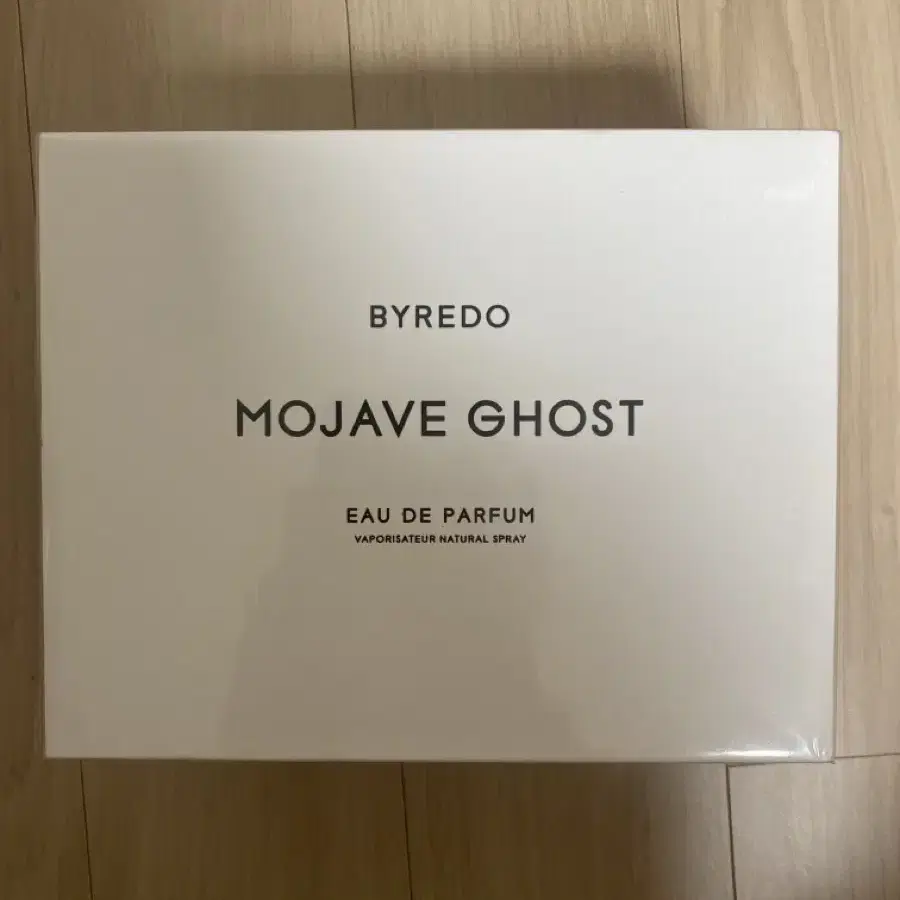 BYREDO
MOJAVE GHOST
EAU DE PARFUM
VAPORISATEUR NATURAL SPRAY